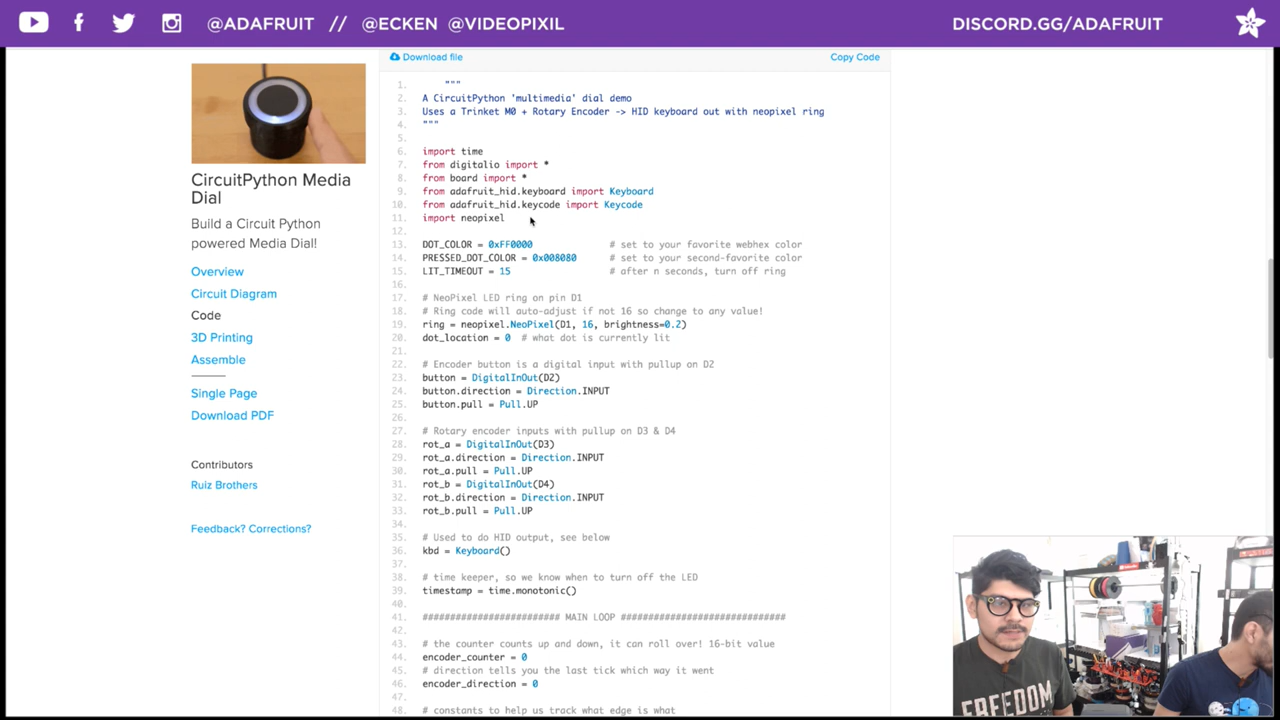 @ADAFRUIT // @ECKEN @VIDEOPIXIL
DISCORD.GG/ADAFRUIT
CircuitPython Media
Dial
Build a Circuit Python
powered Media Dial!
Overview
Circuit Diagram
Code
3D Printing
Assemble
Single Page
Download PDF
Contributors
Ruiz Brothers
Feedback? Corrections?
Download file
Copy Code
1. """
2. A CircuitPython 'multimedia' dial demo
3. Uses a Trinket M0 + Rotary Encoder -> HID keyboard out with neopixel ring
4. """
5.
6. import time
7. from digitalio import *
8. from board import *
9. from adafruit_hid.keyboard import Keyboard
10. from adafruit_hid.keycode import Keycode
11. import neopixel
12.
13. DOT_COLOR = 0xFF0000 # set to your favorite webhex color
14. PRESSED_DOT_COLOR = 0x008080 # set to your second-favorite color
15. LIT_TIMEOUT = 15 # after n seconds, turn off ring
16.
17. # NeoPixel LED ring on pin D1
18. # Ring code will auto-adjust if not 16 so change to any value!
19. ring = neopixel.NeoPixel(D1, 16, brightness=0.2)
20. dot_location = 0 # what dot is currently lit
21.
22. # Encoder button is a digital input with pullup on D2
23. button = DigitalInOut(D2)
24. button.direction = Direction.INPUT
25. button.pull = Pull.UP
26.
27. # Rotary encoder inputs with pullup on D3 & D4
28. rot_a = DigitalInOut(D3)
29. rot_a.direction = Direction.INPUT
30. rot_a.pull = Pull.UP
31. rot_b = DigitalInOut(D4)
32. rot_b.direction = Direction.INPUT
33. rot_b.pull = Pull.UP
34.
35. # Used to do HID output, see below
36. kbd = Keyboard()
37.
38. # time keeper, so we know when to turn off the LED
39. timestamp = time.monotonic()
40.
41. ######################### MAIN LOOP ##############################
42.
43. # the counter counts up and down, it can roll over! 16-bit value
44. encoder_counter = 0
45. # direction tells you the last tick which way it went
46. encoder_direction = 0
47.
48. # constants to help us track what edge is what
FREEDOM